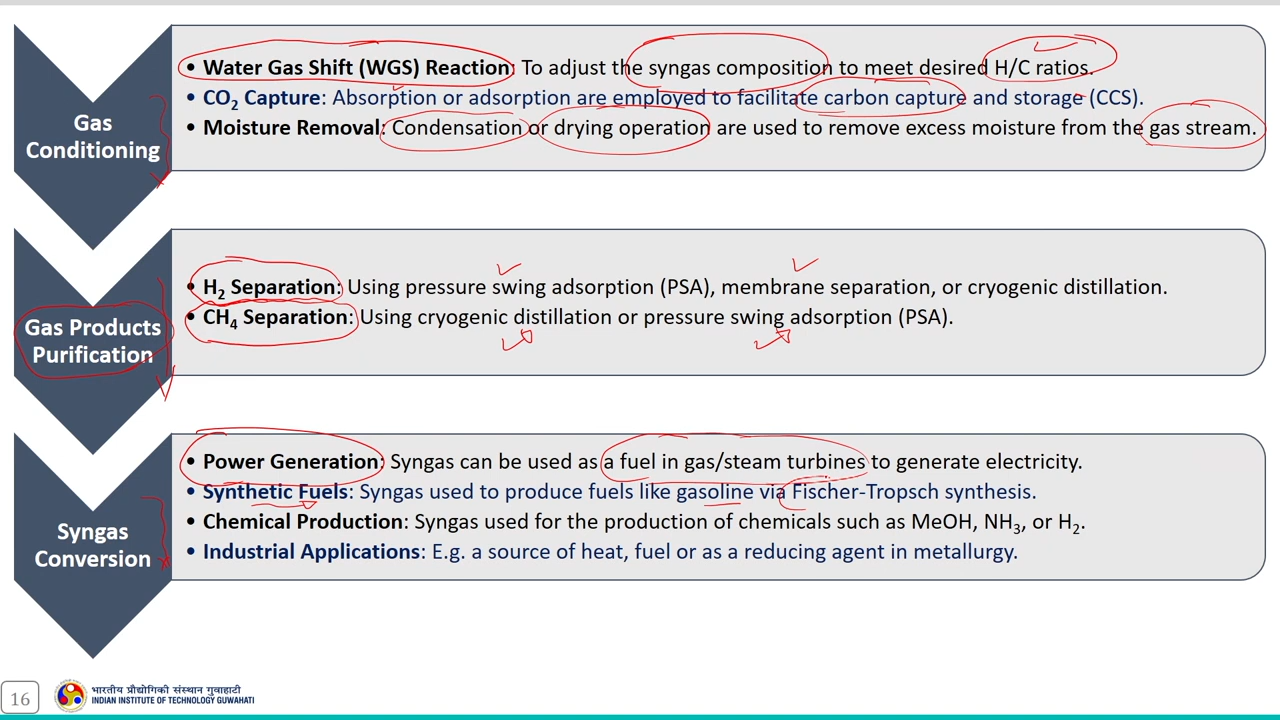 Gas
Conditioning
• Water Gas Shift (WGS) Reaction: To adjust the syngas composition to meet desired H/C ratios.
• CO₂ Capture: Absorption or adsorption are employed to facilitate carbon capture and storage (CCS).
• Moisture Removal: Condensation or drying operation are used to remove excess moisture from the gas stream.
Gas Products
Purification
• H₂ Separation: Using pressure swing adsorption (PSA), membrane separation, or cryogenic distillation.
• CH₄ Separation: Using cryogenic distillation or pressure swing adsorption (PSA).
Syngas
Conversion
• Power Generation: Syngas can be used as a fuel in gas/steam turbines to generate electricity.
• Synthetic Fuels: Syngas used to produce fuels like gasoline via Fischer-Tropsch synthesis.
• Chemical Production: Syngas used for the production of chemicals such as MeOH, NH₃, or H₂.
• Industrial Applications: E.g. a source of heat, fuel or as a reducing agent in metallurgy.
16
भारतीय प्रौद्योगिकी संस्थान गुवाहाटी
INDIAN INSTITUTE OF TECHNOLOGY GUWAHATI